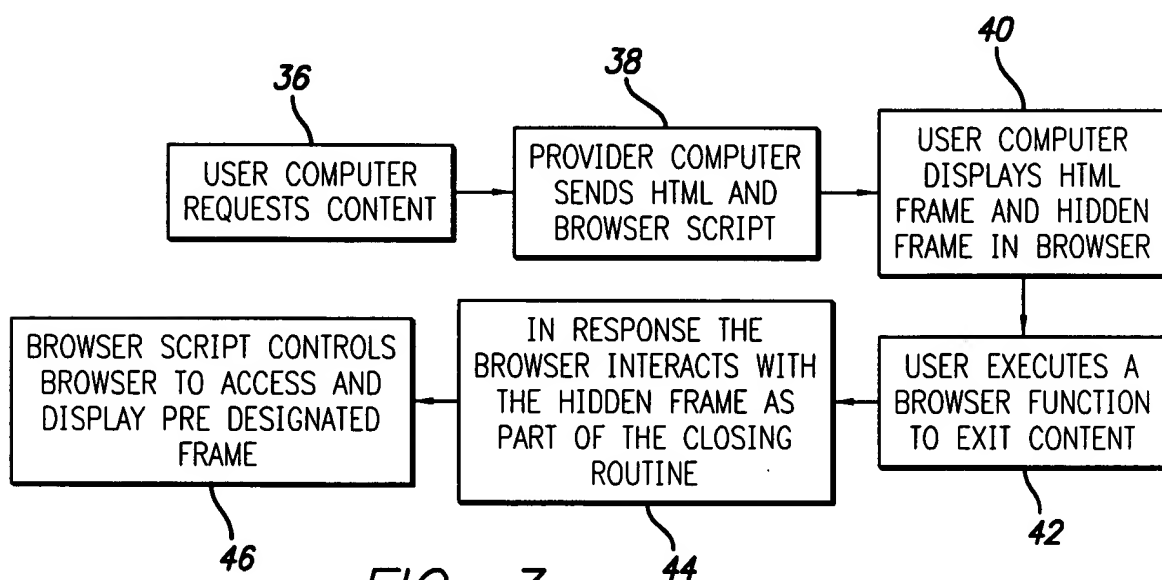 36
USER COMPUTER
REQUESTS CONTENT
38
PROVIDER COMPUTER
SENDS HTML AND
BROWSER SCRIPT
40
USER COMPUTER
DISPLAYS HTML
FRAME AND HIDDEN
FRAME IN BROWSER
USER EXECUTES A
BROWSER FUNCTION
TO EXIT CONTENT
42
IN RESPONSE THE
BROWSER INTERACTS WITH
THE HIDDEN FRAME AS
PART OF THE CLOSING
ROUTINE
44
BROWSER SCRIPT CONTROLS
BROWSER TO ACCESS AND
DISPLAY PRE DESIGNATED
FRAME
46